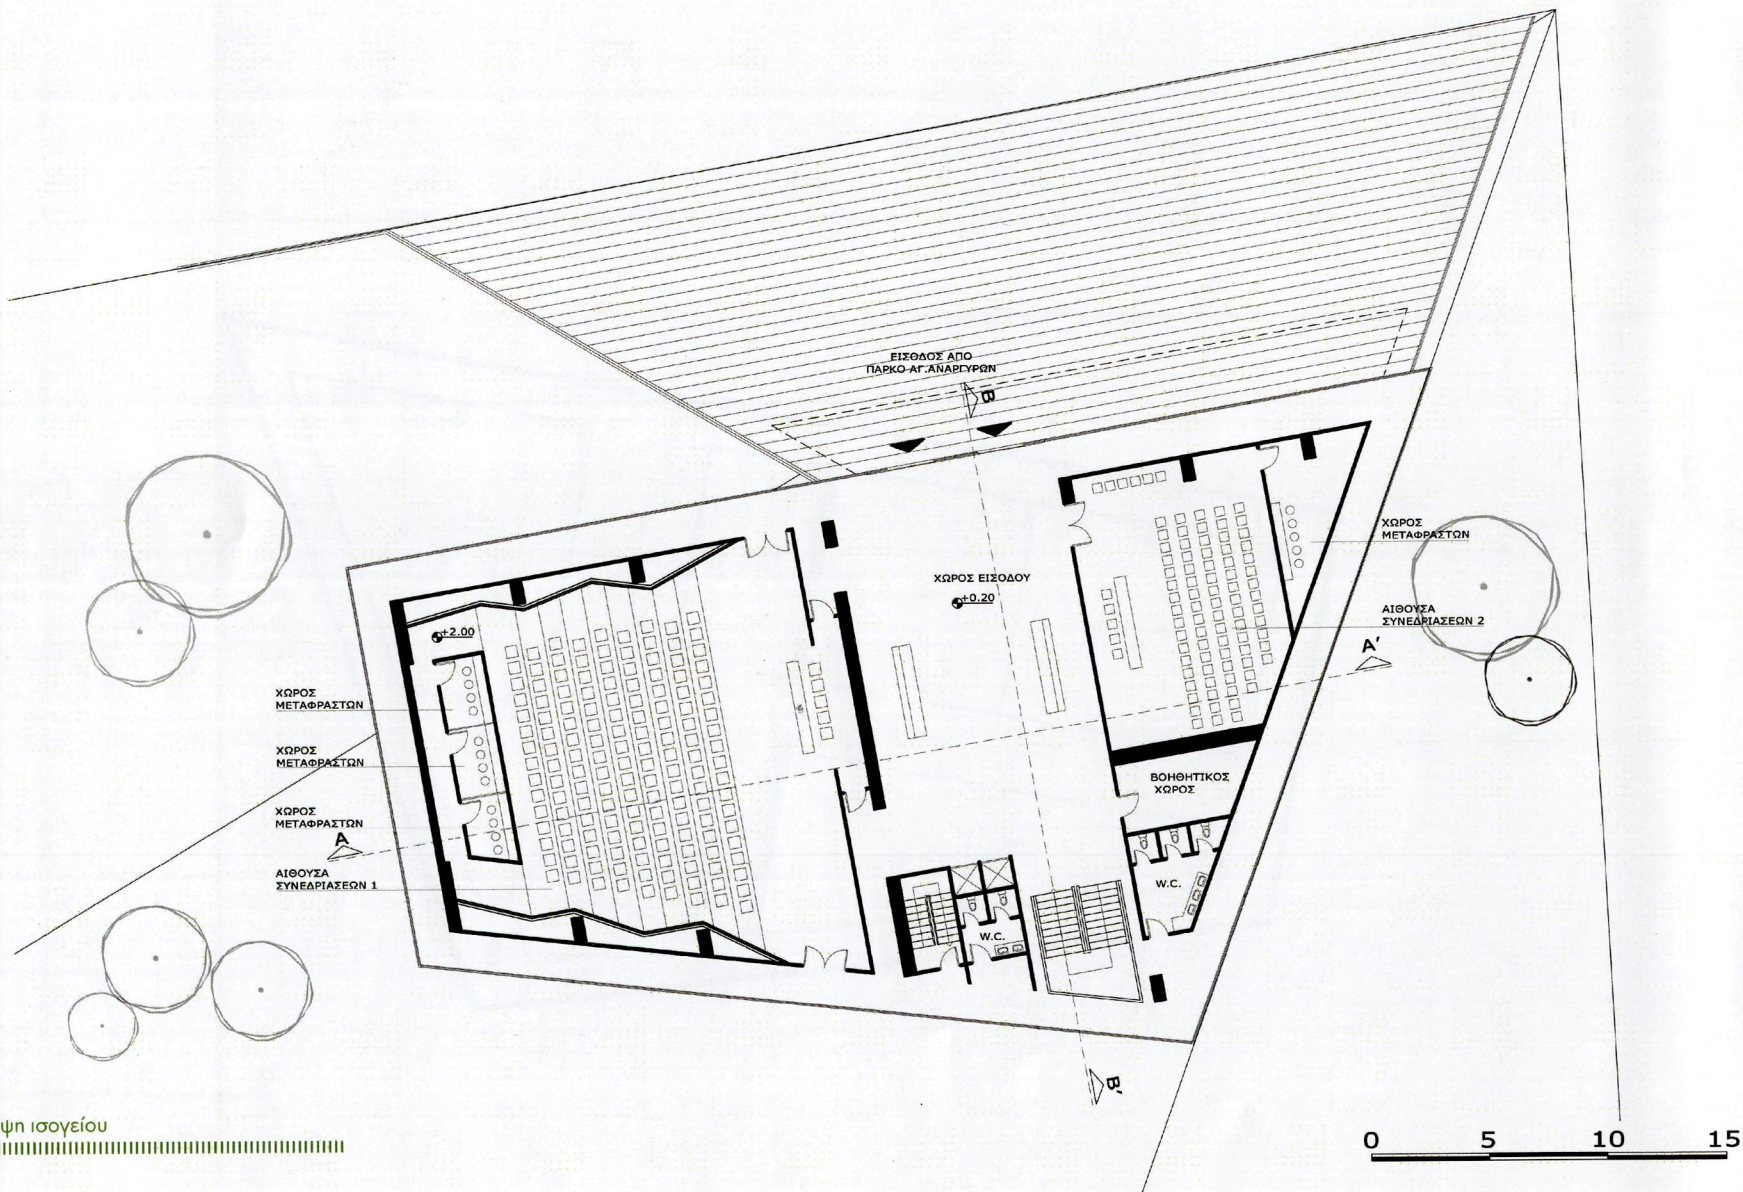 ΕΙΣΟΔΟΣ ΑΠΟ
ΠΑΡΚΟ ΑΓ.ΑΝΑΡΓΥΡΩΝ
B
ΧΩΡΟΣ
ΜΕΤΑΦΡΑΣΤΩΝ
ΧΩΡΟΣ ΕΙΣΟΔΟΥ
+0.20
ΑΙΘΟΥΣΑ
ΣΥΝΕΔΡΙΑΣΕΩΝ 2
A'
+2.00
ΧΩΡΟΣ
ΜΕΤΑΦΡΑΣΤΩΝ
ΧΩΡΟΣ
ΜΕΤΑΦΡΑΣΤΩΝ
ΒΟΗΘΗΤΙΚΟΣ
ΧΩΡΟΣ
ΧΩΡΟΣ
ΜΕΤΑΦΡΑΣΤΩΝ
A
ΑΙΘΟΥΣΑ
ΣΥΝΕΔΡΙΑΣΕΩΝ 1
W.C.
W.C.
B'
ψη ισογείου
0 5 10 15